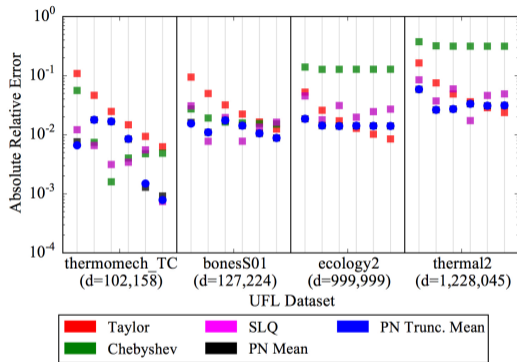 Absolute Relative Error
10^0
10^-1
10^-2
10^-3
10^-4
thermomech_TC bonesS01 ecology2 thermal2
(d=102,158) (d=127,224) (d=999,999) (d=1,228,045)
UFL Dataset
Taylor SLQ PN Trunc. Mean
Chebyshev PN Mean